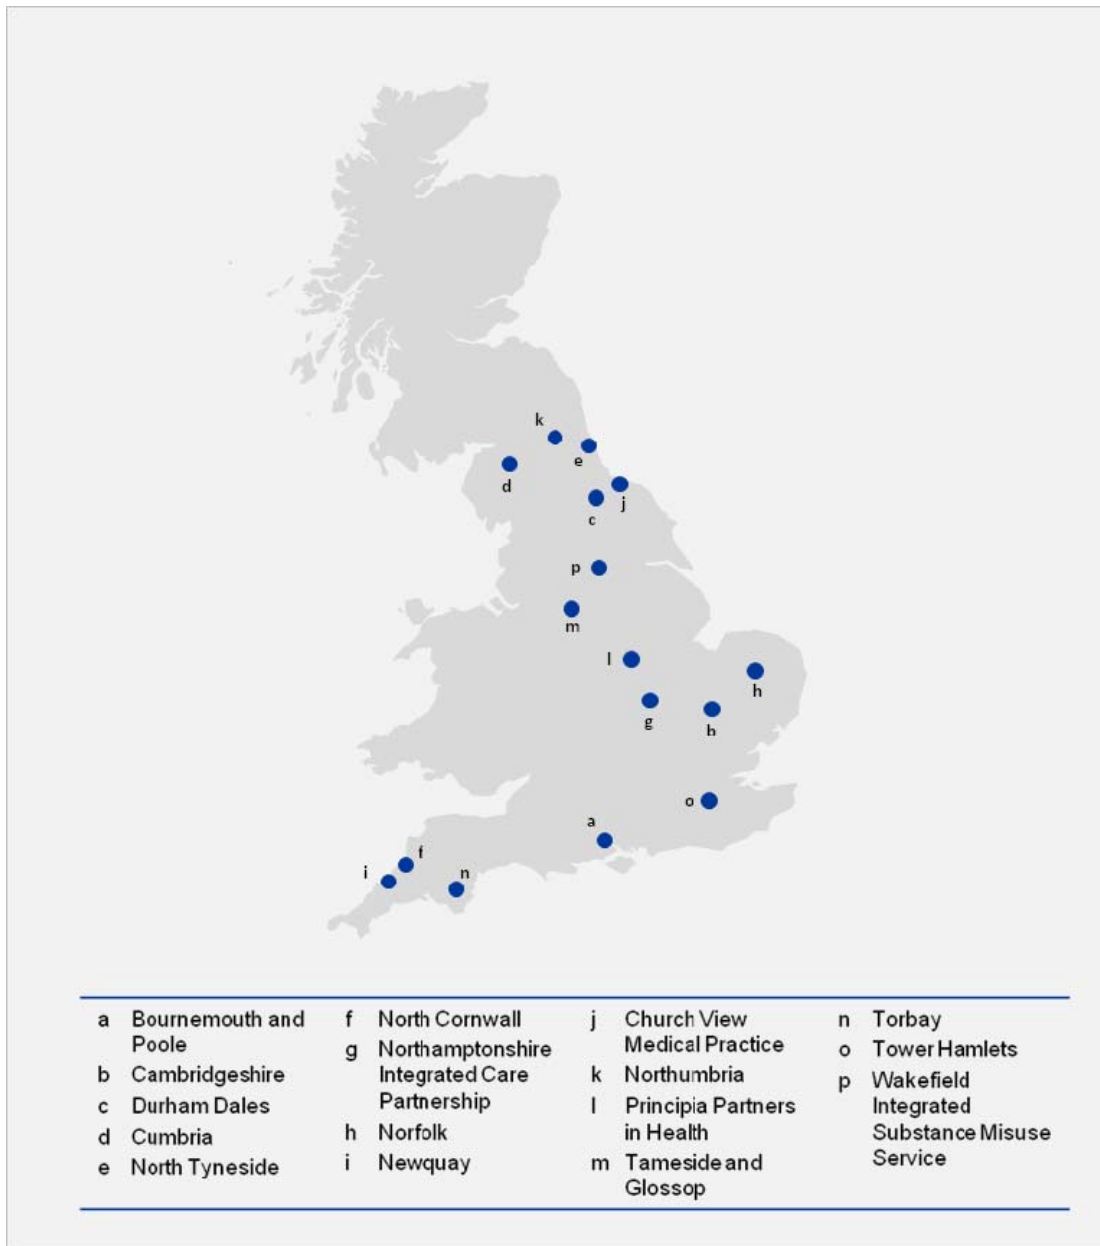 k
e
d
j
c
p
m
l
h
g
b
o
a
f
i
n
a Bournemouth and
Poole
b Cambridgeshire
c Durham Dales
d Cumbria
e North Tyneside
f North Cornwall
g Northamptonshire
Integrated Care
Partnership
h Norfolk
i Newquay
j Church View
Medical Practice
k Northumbria
l Principia Partners
in Health
m Tameside and
Glossop
n Torbay
o Tower Hamlets
p Wakefield
Integrated
Substance Misuse
Service